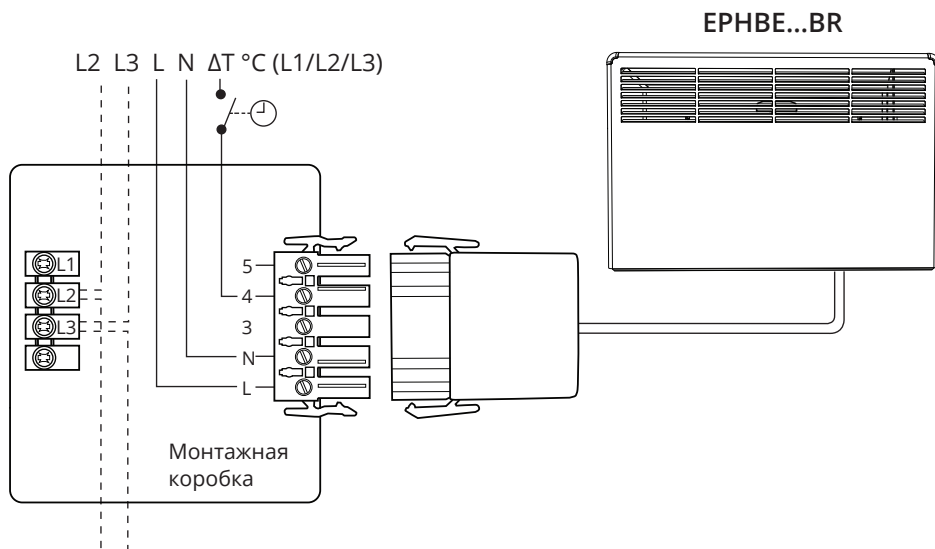 EPHBE...BR
L2 L3 L N ΔT °C (L1/L2/L3)
L1
L2
L3
5
4
3
N
L
Монтажная
коробка